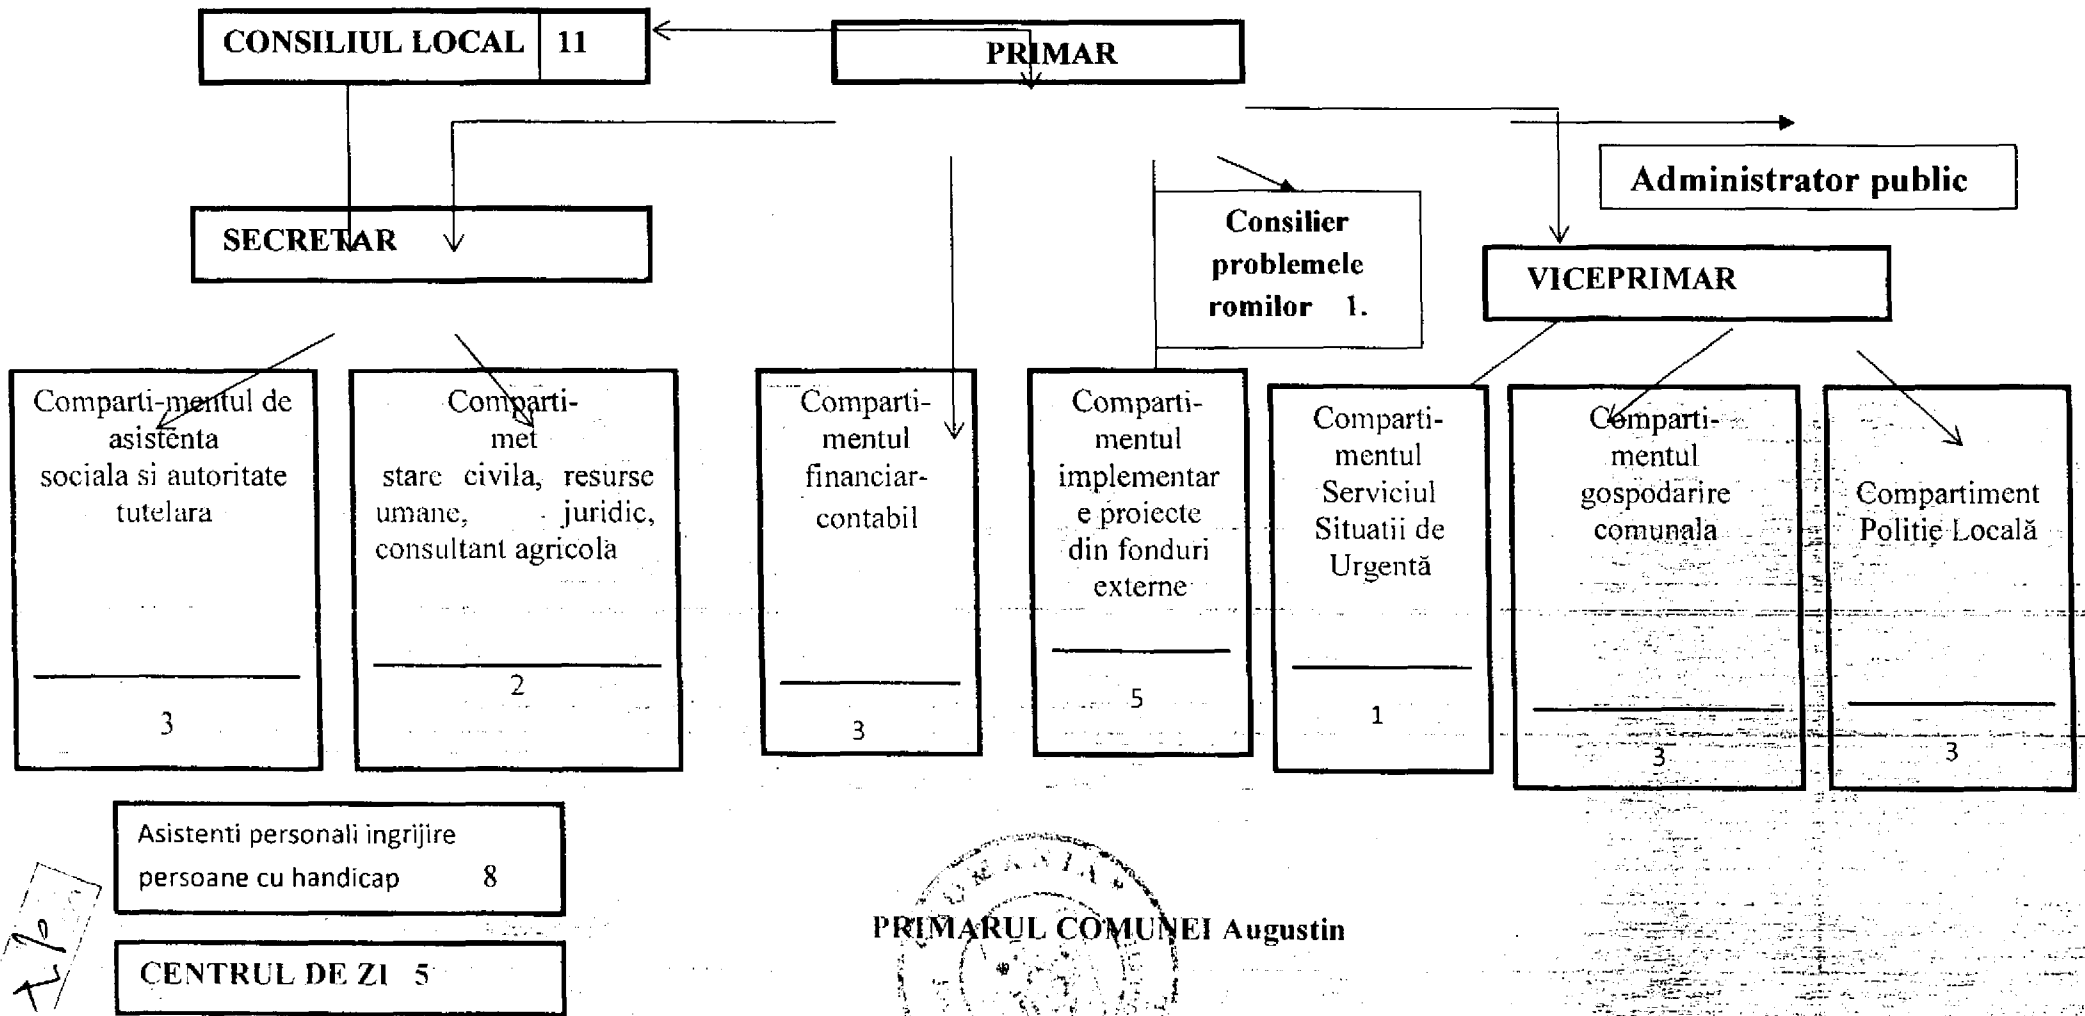 CONSILIUL LOCAL 11
PRIMAR
Administrator public
SECRETAR
Consilier
problemele
romilor 1.
VICEPRIMAR
Comparti-mentul de
asistenta
sociala si autoritate
tutelara
3
Comparti-
met
stare civila, resurse
umane, juridic,
consultant agricola
2
Comparti-
mentul
financiar-
contabil
3
Comparti-
mentul
implementar
e proiecte
din fonduri
externe
5
Comparti-
mentul
Serviciul
Situatii de
Urgentă
1
Comparti-
mentul
gospodarire
comunala
3
Compartiment
Politie Locală
3
Asistenti personali ingrijire
persoane cu handicap 8
CENTRUL DE ZI 5
ROMANIA
PRIMARUL COMUNEI Augustin